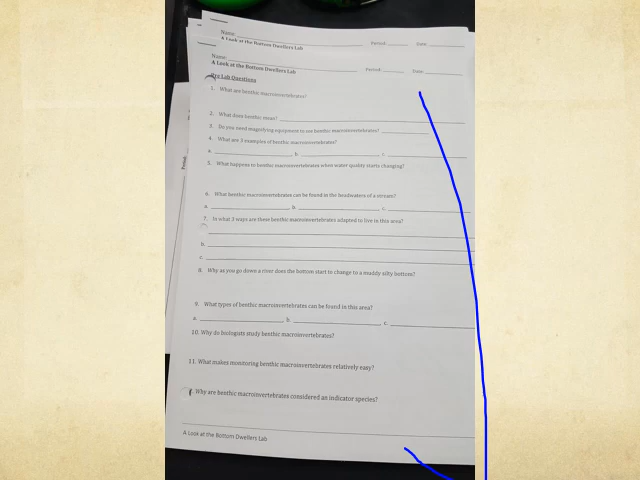 Name: Period: Date:
A Look at the Bottom Dwellers Lab
Name: Period: Date:
A Look at the Bottom Dwellers Lab
Pre Lab Questions
1. What are benthic macroinvertebrates?
2. What does benthic mean?
3. Do you need magnifying equipment to see benthic macroinvertebrates?
4. What are 3 examples of benthic macroinvertebrates?
a. b. c.
5. What happens to benthic macroinvertebrates when water quality starts changing?
6. What benthic macroinvertebrates can be found in the headwaters of a stream?
a. b. c.
7. In what 3 ways are these benthic macroinvertebrates adapted to live in this area?
b.
c.
8. Why as you go down a river does the bottom start to change to a muddy silty bottom?
9. What types of benthic macroinvertebrates can be found in this area?
a. b. c.
10. Why do biologists study benthic macroinvertebrates?
11. What makes monitoring benthic macroinvertebrates relatively easy?
Why are benthic macroinvertebrates considered an indicator species?
A Look at the Bottom Dwellers Lab